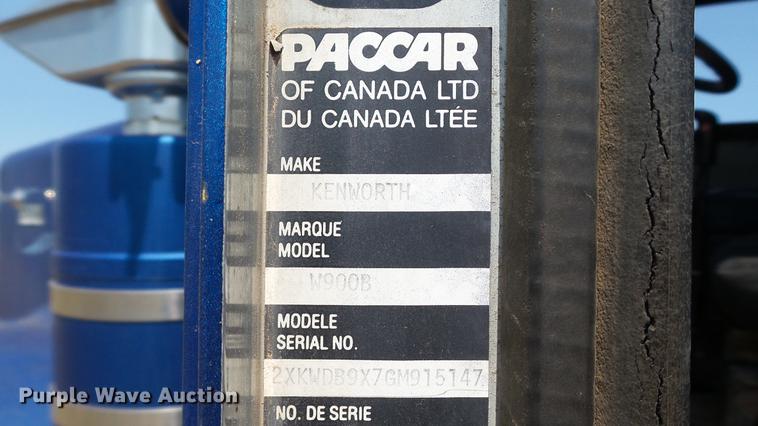 PACCAR
OF CANADA LTD
DU CANADA LTÉE
MAKE
KENWORTH
MARQUE
MODEL
W900B
MODELE
SERIAL NO.
2XKWDB9X7GM915147
NO. DE SERIE
Purple Wave Auction